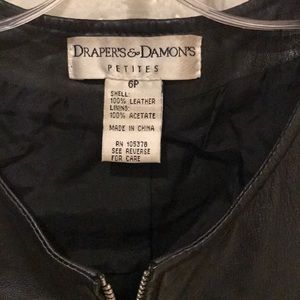 DRAPER'S & DAMON'S
PETITES
6P
SHELL:
100% LEATHER
LINING:
100% ACETATE
MADE IN CHINA
RN 105378
SEE REVERSE
FOR CARE